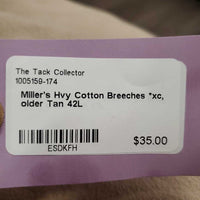 The Tack Collector
1005159-174
Miller's Hvy Cotton Breeches *xc,
older Tan 42L
$35.00
ESDKFH